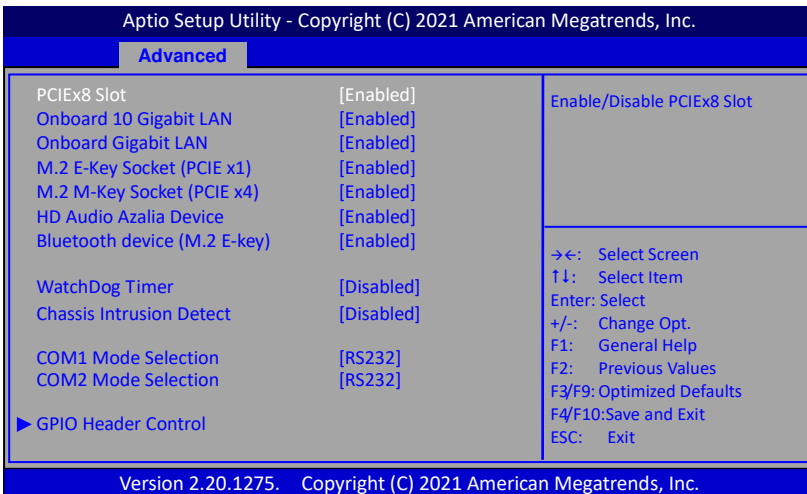 Aptio Setup Utility - Copyright (C) 2021 American Megatrends, Inc.
Advanced
PCIEx8 Slot [Enabled]
Onboard 10 Gigabit LAN [Enabled]
Onboard Gigabit LAN [Enabled]
M.2 E-Key Socket (PCIE x1) [Enabled]
M.2 M-Key Socket (PCIE x4) [Enabled]
HD Audio Azalia Device [Enabled]
Bluetooth device (M.2 E-key) [Enabled]
WatchDog Timer [Disabled]
Chassis Intrusion Detect [Disabled]
COM1 Mode Selection [RS232]
COM2 Mode Selection [RS232]
▶ GPIO Header Control
Enable/Disable PCIEx8 Slot
→←: Select Screen
↑↓: Select Item
Enter: Select
+/-: Change Opt.
F1: General Help
F2: Previous Values
F3/F9: Optimized Defaults
F4/F10:Save and Exit
ESC: Exit
Version 2.20.1275. Copyright (C) 2021 American Megatrends, Inc.